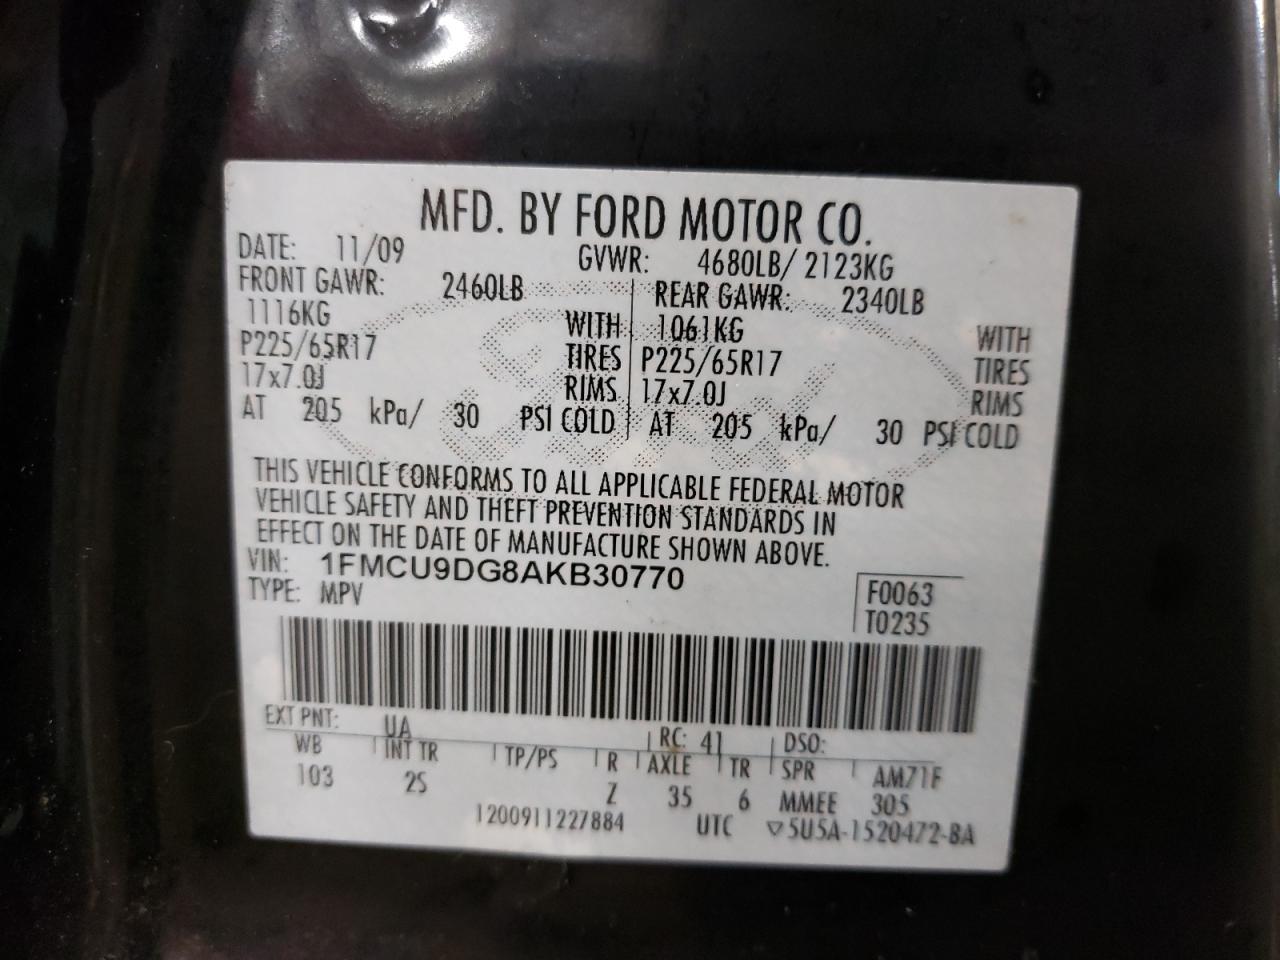 MFD. BY FORD MOTOR CO.
DATE: 11/09 GVWR: 4680LB/ 2123KG
FRONT GAWR: 2460LB REAR GAWR: 2340LB
1116KG WITH 1061KG WITH
P225/65R17 TIRES P225/65R17 TIRES
17x7.0J RIMS 17x7.0J RIMS
AT 205 kPa/ 30 PSI COLD AT 205 kPa/ 30 PSI COLD
THIS VEHICLE CONFORMS TO ALL APPLICABLE FEDERAL MOTOR
VEHICLE SAFETY AND THEFT PREVENTION STANDARDS IN
EFFECT ON THE DATE OF MANUFACTURE SHOWN ABOVE.
VIN: 1FMCU9DG8AKB30770
TYPE: MPV F0063
T0235
EXT PNT: UA RC: 41 DSO:
WB INT TR TP/PS R AXLE TR SPR AM71F
103 2S Z 35 6 MMEE 305
1200911227884 UTC ▽5U5A-1520472-BA